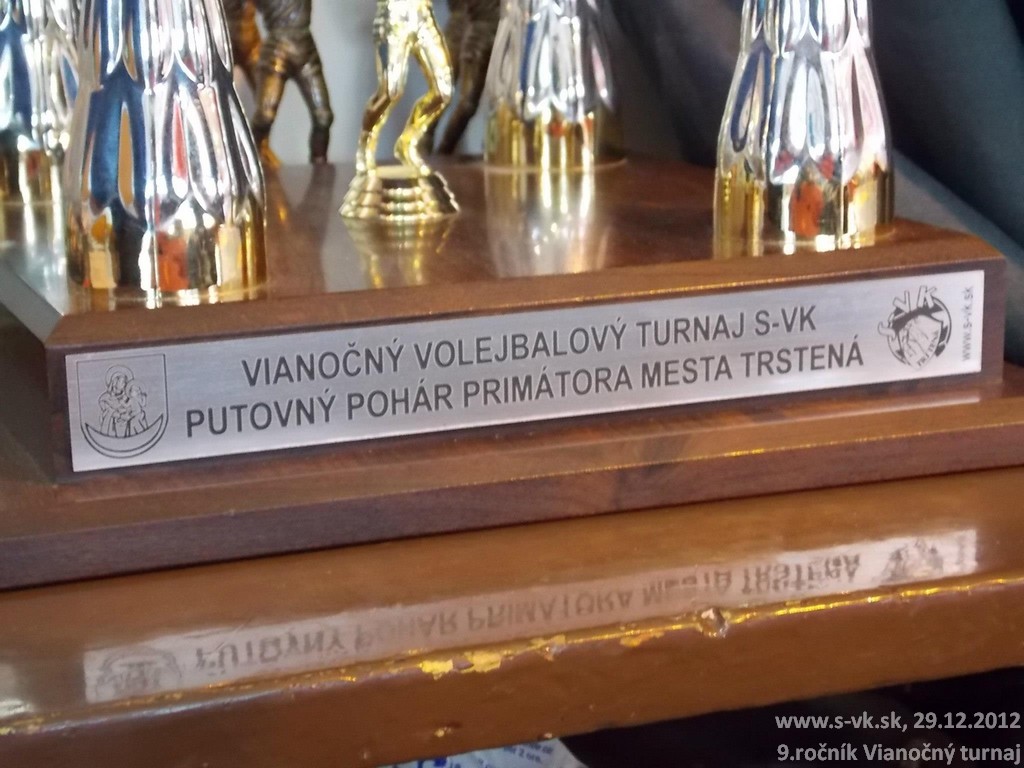 VIANOČNÝ VOLEJBALOVÝ TURNAJ S-VK
PUTOVNÝ POHÁR PRIMÁTORA MESTA TRSTENÁ
S-VK
www.s-vk.sk
www.s-vk.sk, 29.12.2012
9.ročník Vianočný turnaj